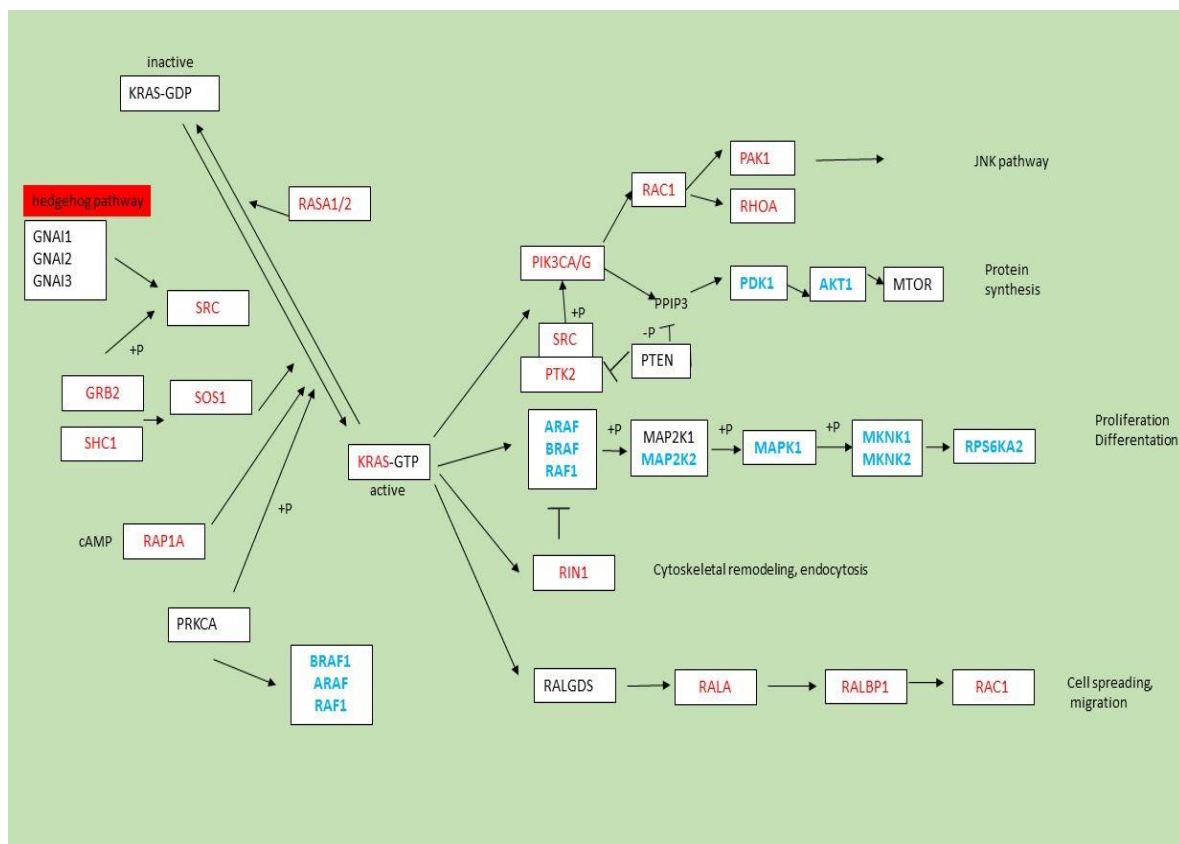 inactive
KRAS-GDP
hedgehog pathway
GNAI1
GNAI2
GNAI3
RASA1/2
SRC
+P
GRB2
SHC1
SOS1
KRAS-GTP
active
+P
cAMP
RAP1A
PRKCA
BRAF1
ARAF
RAF1
PAK1
JNK pathway
RAC1
RHOA
PIK3CA/G
PPIP3
PDK1
AKT1
MTOR
Protein
synthesis
+P
-P
SRC
PTK2
PTEN
ARAF
BRAF
RAF1
+P
MAP2K1
MAP2K2
+P
MAPK1
+P
MKNK1
MKNK2
RPS6KA2
Proliferation
Differentation
RIN1
Cytoskeletal remodeling, endocytosis
RALGDS
RALA
RALBP1
RAC1
Cell spreading,
migration